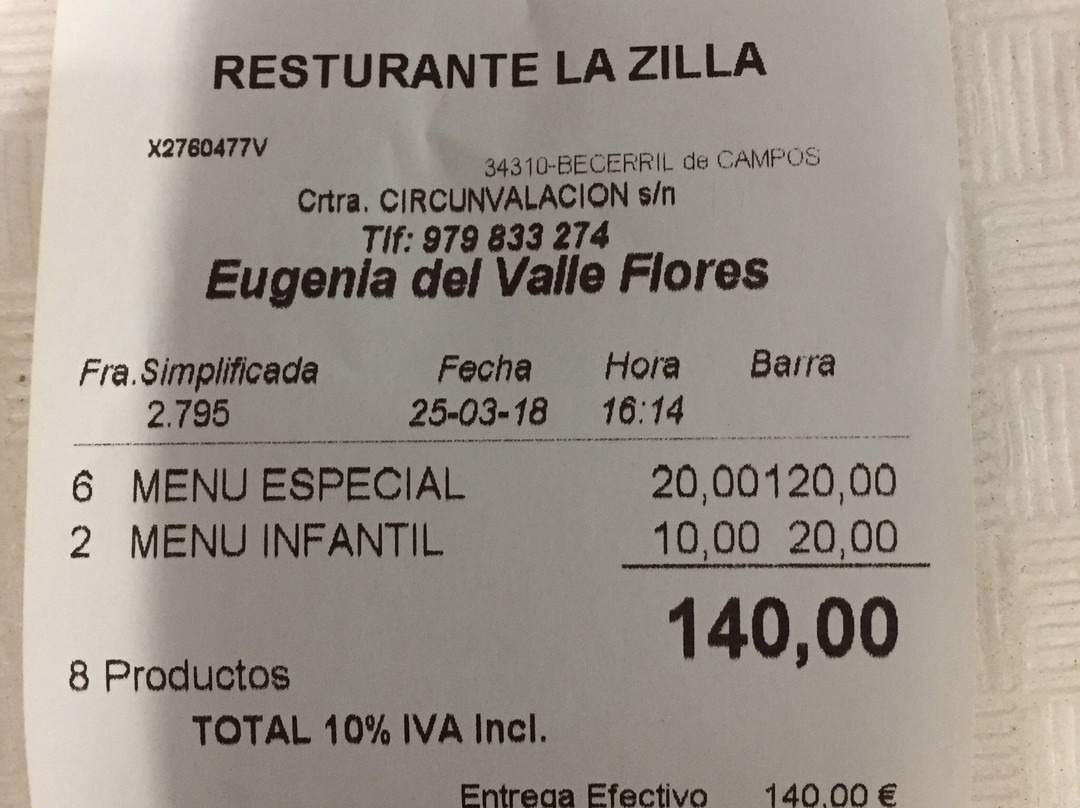 RESTURANTE LA ZILLA
X2760477V
34310-BECERRIL de CAMPOS
Crtra. CIRCUNVALACION s/n
Tlf: 979 833 274
Eugenia del Valle Flores
Fra.Simplificada Fecha Hora Barra
2.795 25-03-18 16:14
6 MENU ESPECIAL 20,00120,00
2 MENU INFANTIL 10,00 20,00
140,00
8 Productos
TOTAL 10% IVA Incl.
Entrega Efectivo 140,00 €